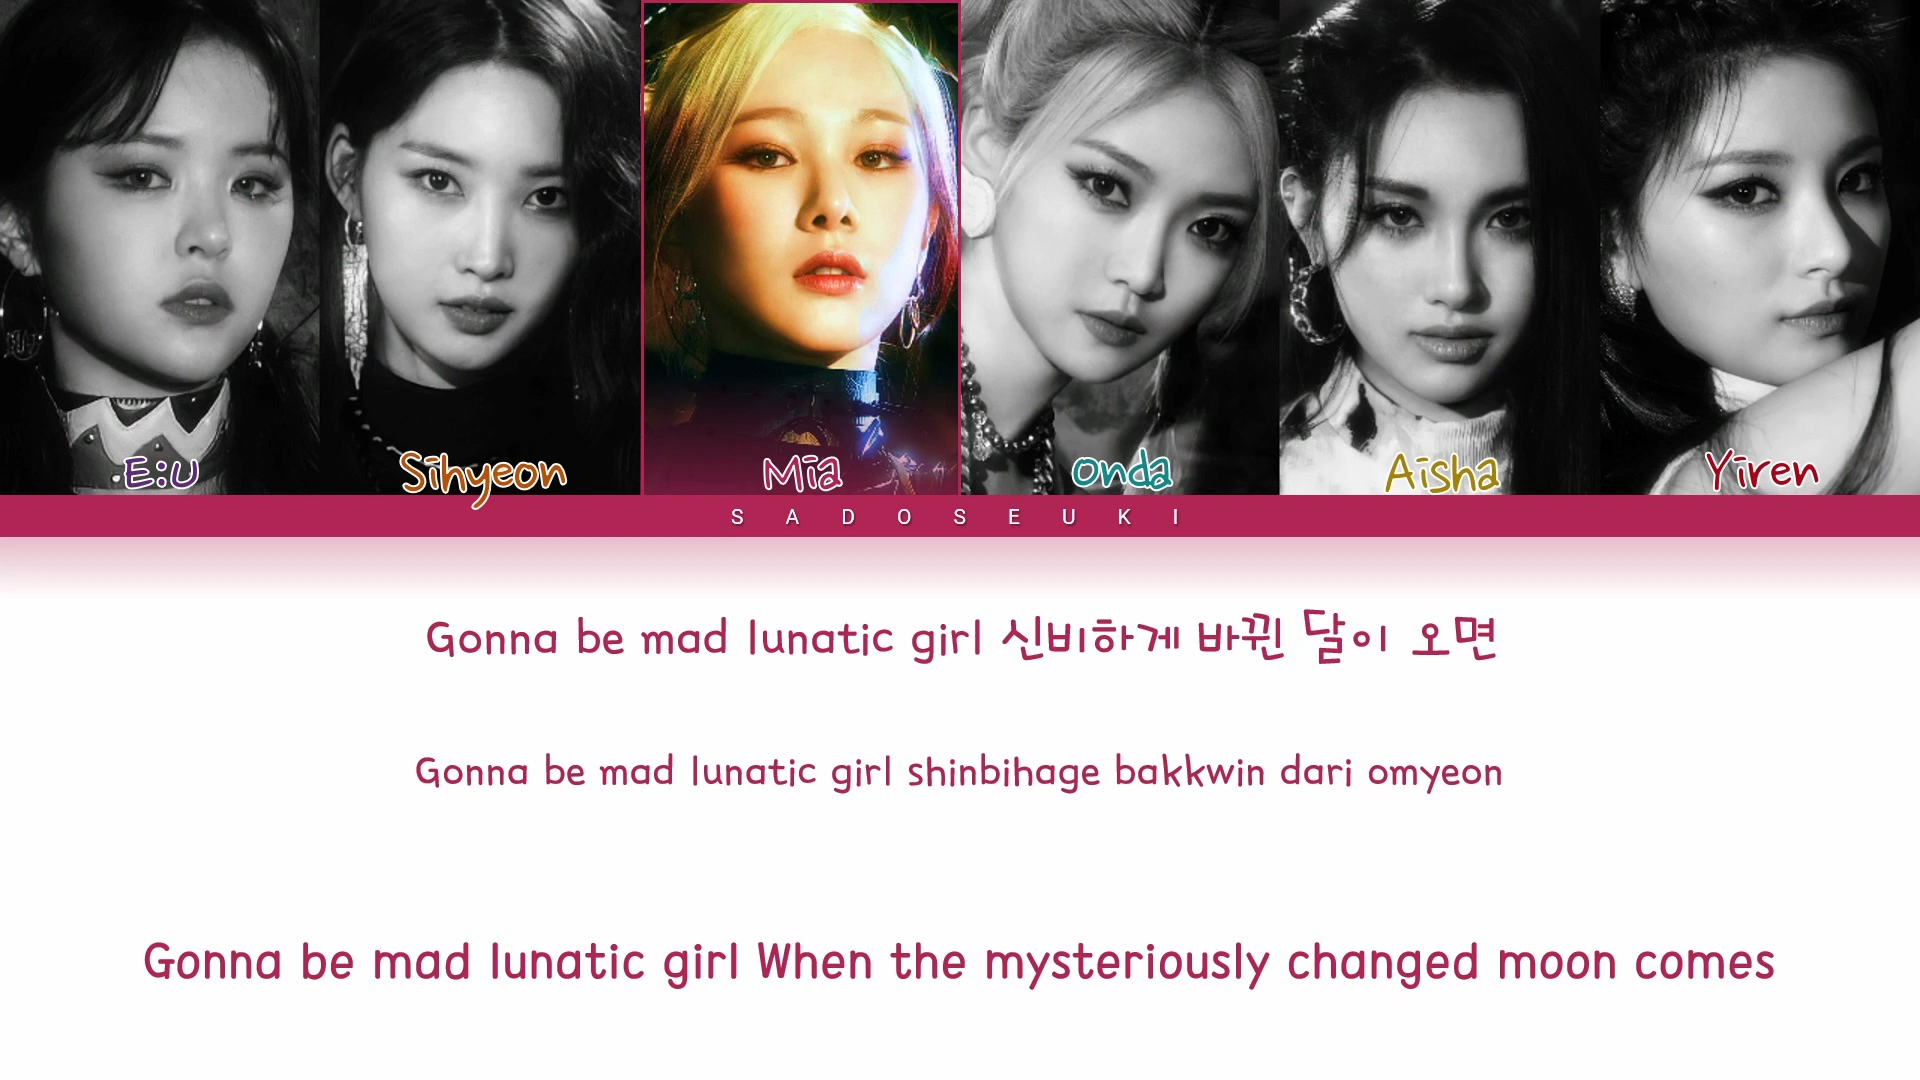 E:U Sihyeon Mia onda Aisha Yiren
SADOSEUKI
Gonna be mad lunatic girl 신비하게 바뀐 달이 오면
Gonna be mad lunatic girl shinbihage bakkwin dari omyeon
Gonna be mad lunatic girl When the mysteriously changed moon comes